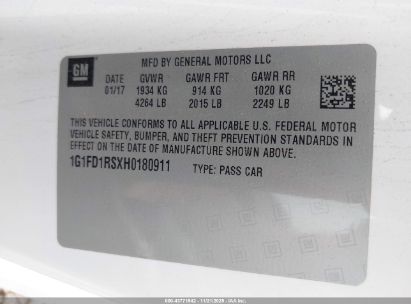 GM
MFD BY GENERAL MOTORS LLC
DATE GVWR GAWR FRT GAWR RR
01/17 1934 KG 914 KG 1020 KG
4264 LB 2015 LB 2249 LB
THIS VEHICLE CONFORMS TO ALL APPLICABLE U.S. FEDERAL MOTOR
VEHICLE SAFETY, BUMPER, AND THEFT PREVENTION STANDARDS IN
EFFECT ON THE DATE OF MANUFACTURE SHOWN ABOVE.
1G1FD1RSXH0180911 TYPE: PASS CAR